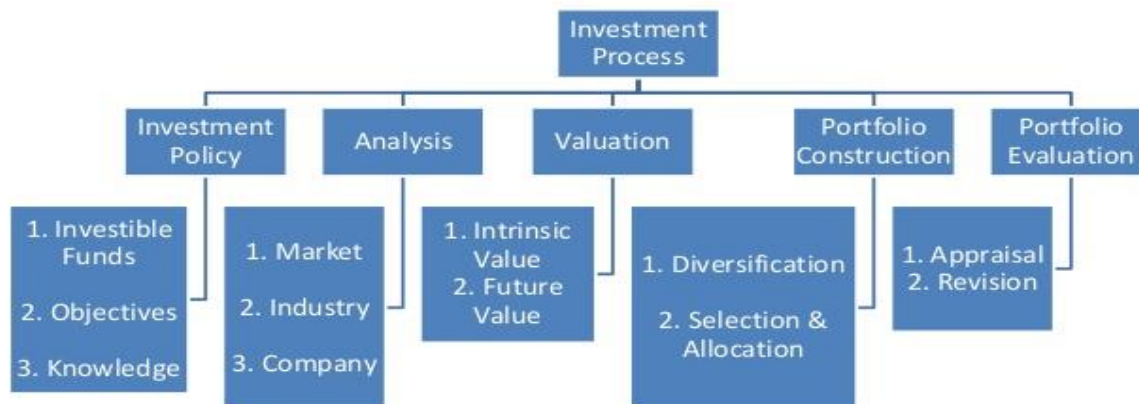 Investment
Process
Investment
Policy
Analysis
Valuation
Portfolio
Construction
Portfolio
Evaluation
1. Investible
Funds
2. Objectives
3. Knowledge
1. Market
2. Industry
3. Company
1. Intrinsic
Value
2. Future
Value
1. Diversification
2. Selection &
Allocation
1. Appraisal
2. Revision